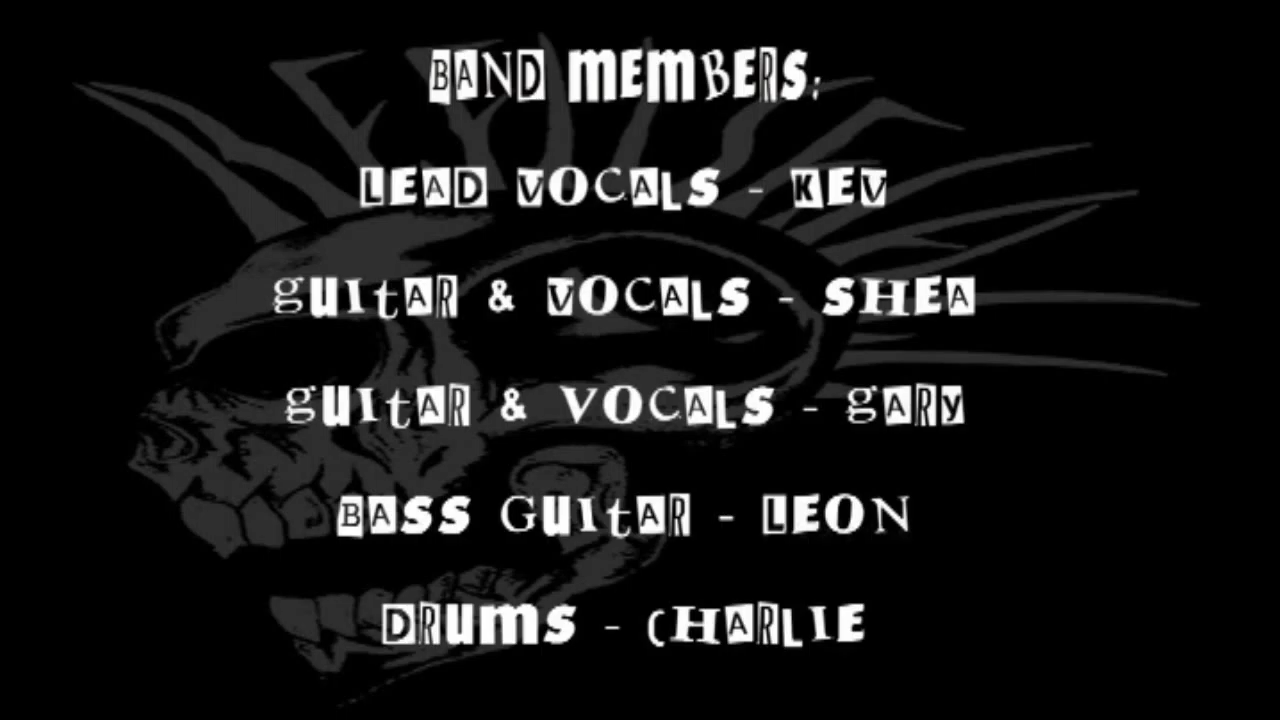 BAND MEMBERS:
LEAD VOCALS - KEV
GUITAR & VOCALS - SHEA
GUITAR & VOCALS - GARY
BASS GUITAR - LEON
DRUMS - CHARLIE